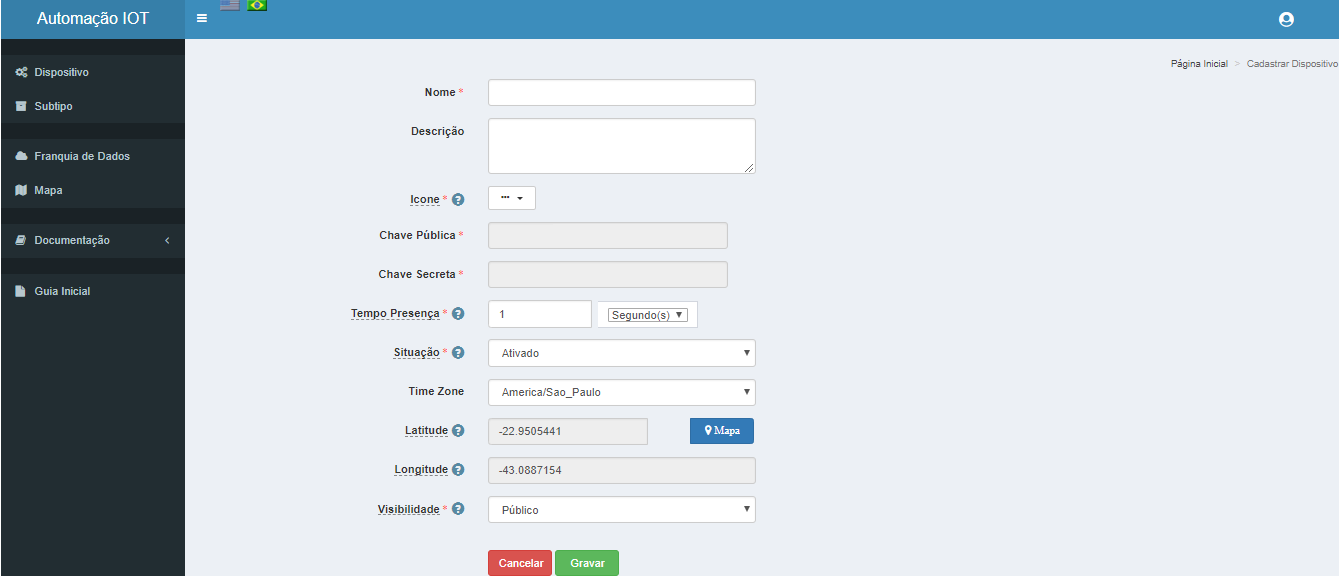 Automação IOT
Página Inicial > Cadastrar Dispositivo
Dispositivo
Subtipo
Franquia de Dados
Mapa
Documentação
Guia Inicial
Nome *
Descrição
Icone * ?
Chave Pública *
Chave Secreta *
Tempo Presença * ? 1 Segundo(s)
Situação * ? Ativado
Time Zone America/Sao_Paulo
Latitude ? -22.9505441 Mapa
Longitude ? -43.0887154
Visibilidade * ? Público
Cancelar Gravar